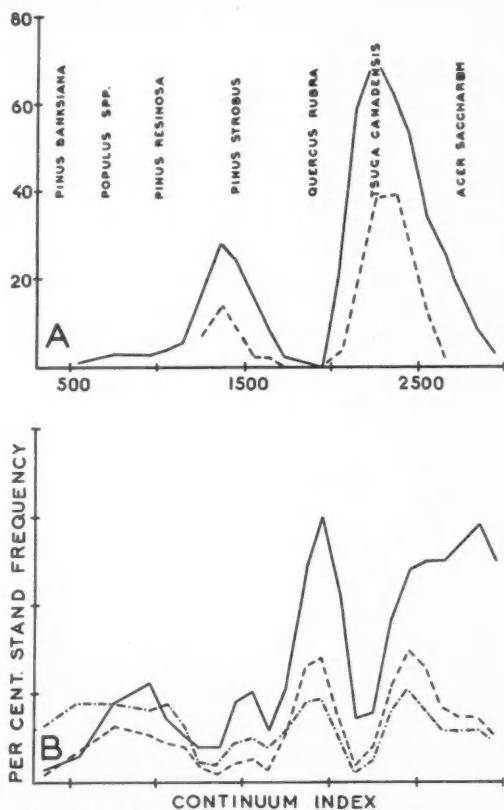 80
60
40
20
PINUS BANKSIANA
POPULUS SPP.
PINUS RESINOSA
PINUS STROBUS
QUERCUS RUBRA
TSUGA CANADENSIS
ACER SACCHARUM
A
500
1500
2500
PER CENT. STAND FREQUENCY
B
CONTINUUM INDEX